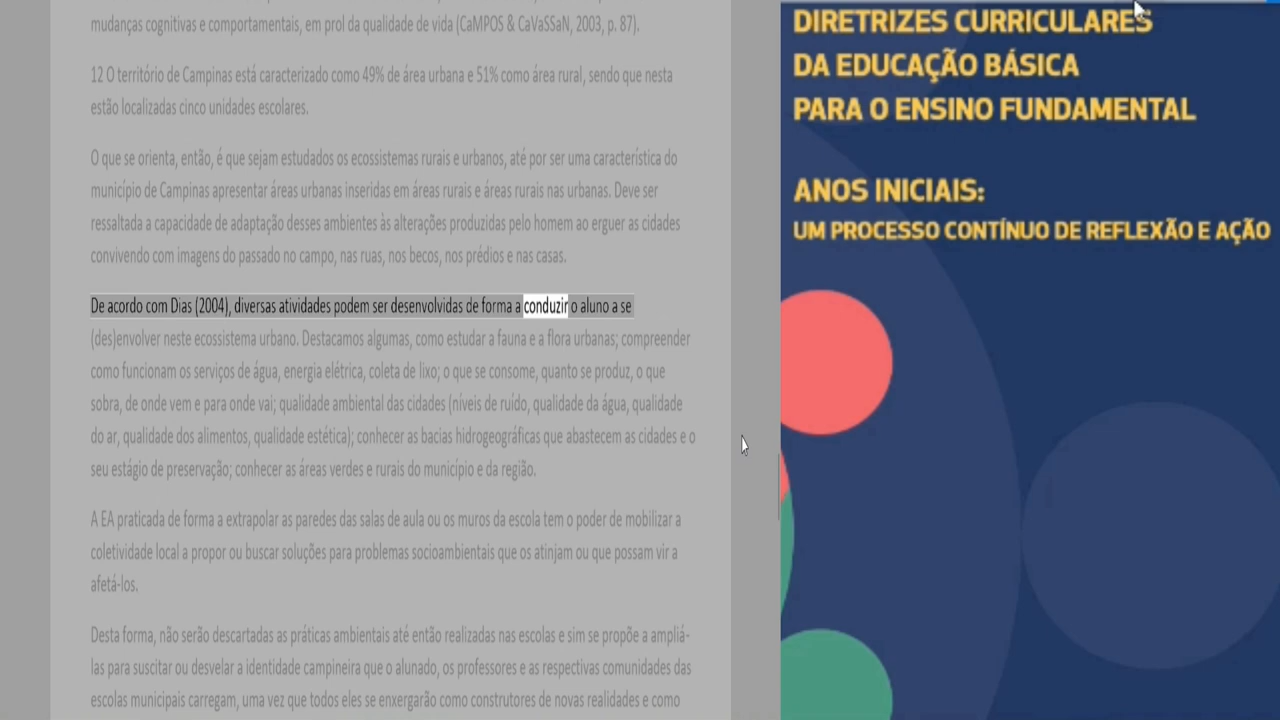 mudanças cognitivas e comportamentais, em prol da qualidade de vida (CaMPOS & CaVaSSaN, 2003, p. 87).
12 O território de Campinas está caracterizado como 49% de área urbana e 51% como área rural, sendo que nesta
estão localizadas cinco unidades escolares.
O que se orienta, então, é que sejam estudados os ecossistemas rurais e urbanos, até por ser uma característica do
município de Campinas apresentar áreas urbanas inseridas em áreas rurais e áreas rurais nas urbanas. Deve ser
ressaltada a capacidade de adaptação desses ambientes às alterações produzidas pelo homem ao erguer as cidades
convivendo com imagens do passado no campo, nas ruas, nos becos, nos prédios e nas casas.
De acordo com Dias (2004), diversas atividades podem ser desenvolvidas de forma a conduzir o aluno a se
(des)envolver neste ecossistema urbano. Destacamos algumas, como estudar a fauna e a flora urbanas; compreender
como funcionam os serviços de água, energia elétrica, coleta de lixo; o que se consome, quanto se produz, o que
sobra, de onde vem e para onde vai; qualidade ambiental das cidades (níveis de ruído, qualidade da água, qualidade
do ar, qualidade dos alimentos, qualidade estética); conhecer as bacias hidrogeográficas que abastecem as cidades e o
seu estágio de preservação; conhecer as áreas verdes e rurais do município e da região.
A EA praticada de forma a extrapolar as paredes das salas de aula ou os muros da escola tem o poder de mobilizar a
coletividade local a propor ou buscar soluções para problemas socioambientais que os atinjam ou que possam vir a
afetá-los.
Desta forma, não serão descartadas as práticas ambientais até então realizadas nas escolas e sim se propõe a ampliá-
las para suscitar ou desvelar a identidade campineira que o alunado, os professores e as respectivas comunidades das
escolas municipais carregam, uma vez que todos eles se enxergarão como construtores de novas realidades e como
DIRETRIZES CURRICULARES
DA EDUCAÇÃO BÁSICA
PARA O ENSINO FUNDAMENTAL
ANOS INICIAIS:
UM PROCESSO CONTÍNUO DE REFLEXÃO E AÇÃO